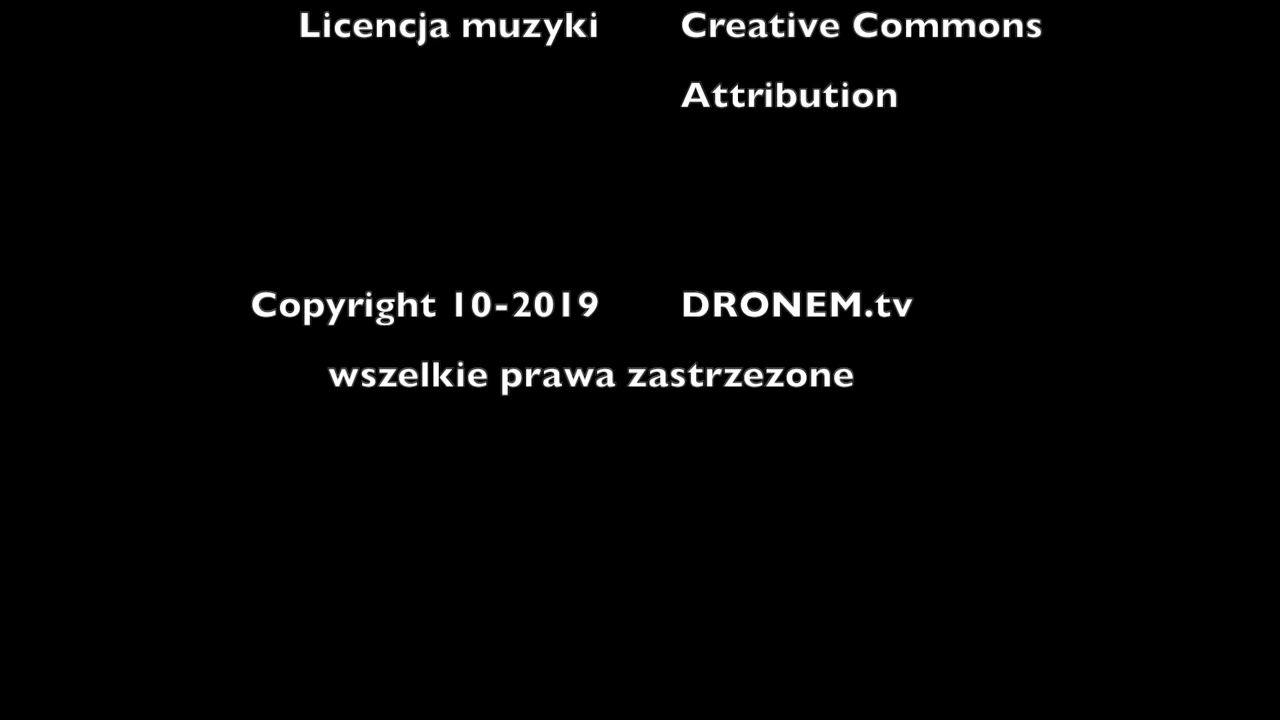 Licencja muzyki Creative Commons
Attribution
Copyright 10-2019 DRONEM.tv
wszelkie prawa zastrzezone